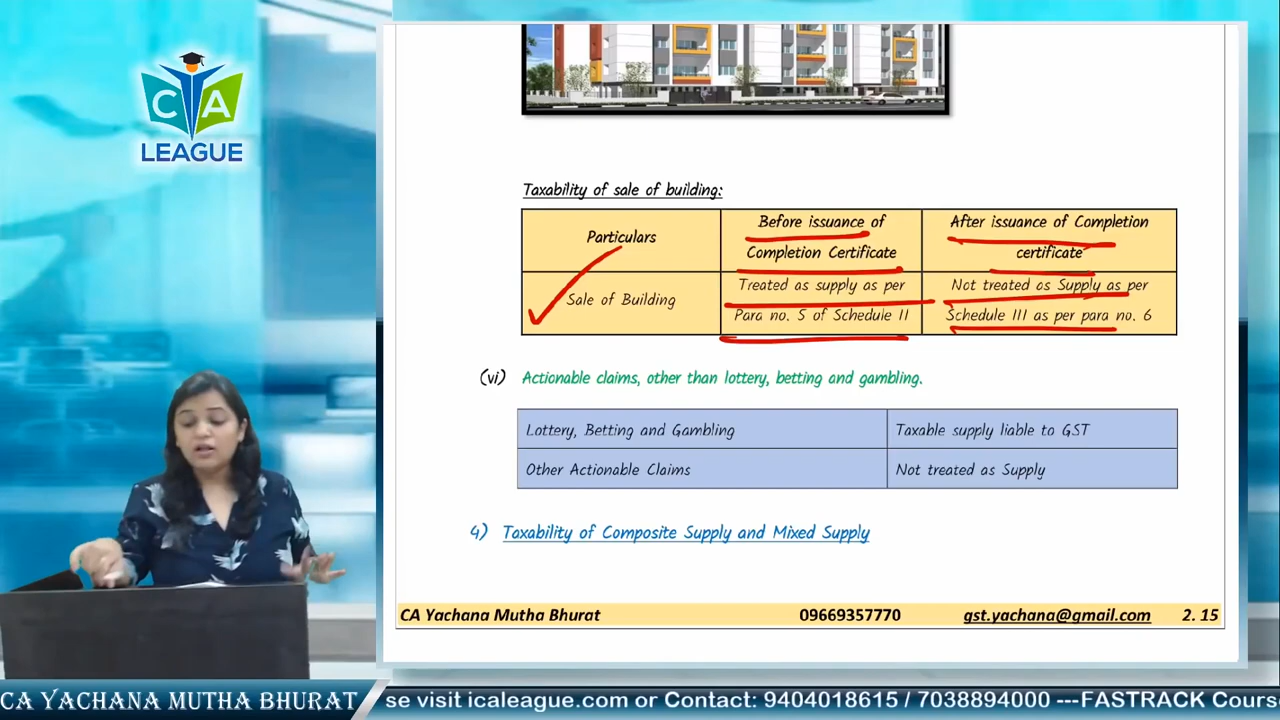 CA
LEAGUE
Taxability of sale of building:
Particulars
Before issuance of
Completion Certificate
After issuance of Completion
certificate
Sale of Building
Treated as supply as per
Para no. 5 of Schedule II
Not treated as Supply as per
Schedule III as per para no. 6
(vi) Actionable claims, other than lottery, betting and gambling.
Lottery, Betting and Gambling
Taxable supply liable to GST
Other Actionable Claims
Not treated as Supply
4) Taxability of Composite Supply and Mixed Supply
CA Yachana Mutha Bhurat 09669357770 gst.yachana@gmail.com 2. 15
CA YACHANA MUTHA BHURAT
se visit icaleague.com or Contact: 9404018615 / 7038894000 ---FASTRACK Cours